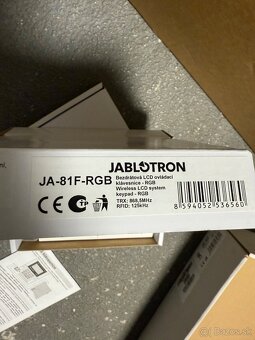 JABLOTRON
JA-81F-RGB
Bezdrátová LCD ovládací
klávesnice - RGB
Wireless LCD system
keypad - RGB
TRX: 868,5MHz
RFID: 125kHz
8 594052 536560
bazos.sk